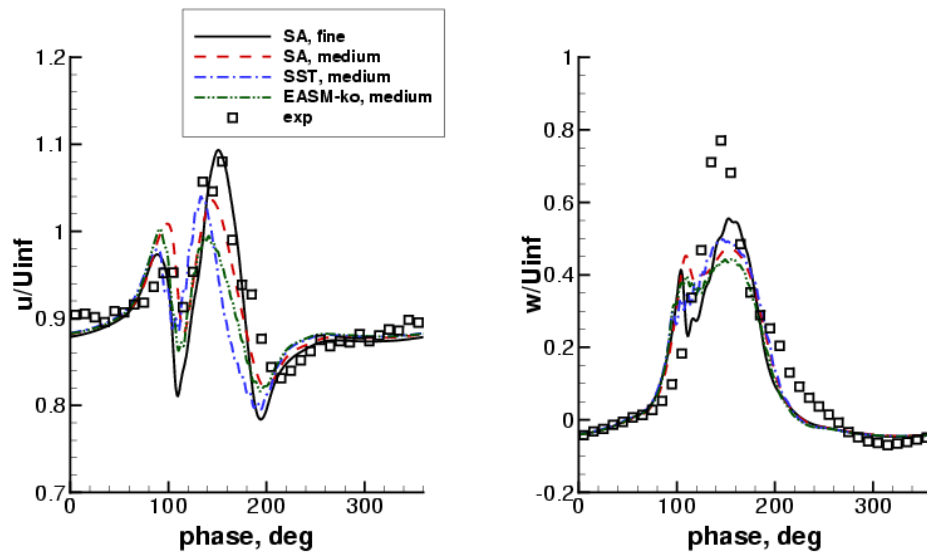 SA, fine
SA, medium
SST, medium
EASM-ko, medium
exp
u/Uinf
1.2
1.1
1
0.9
0.8
0.7
0 100 200 300
phase, deg
w/Uinf
1
0.8
0.6
0.4
0.2
0
-0.2
100 200 300
phase, deg